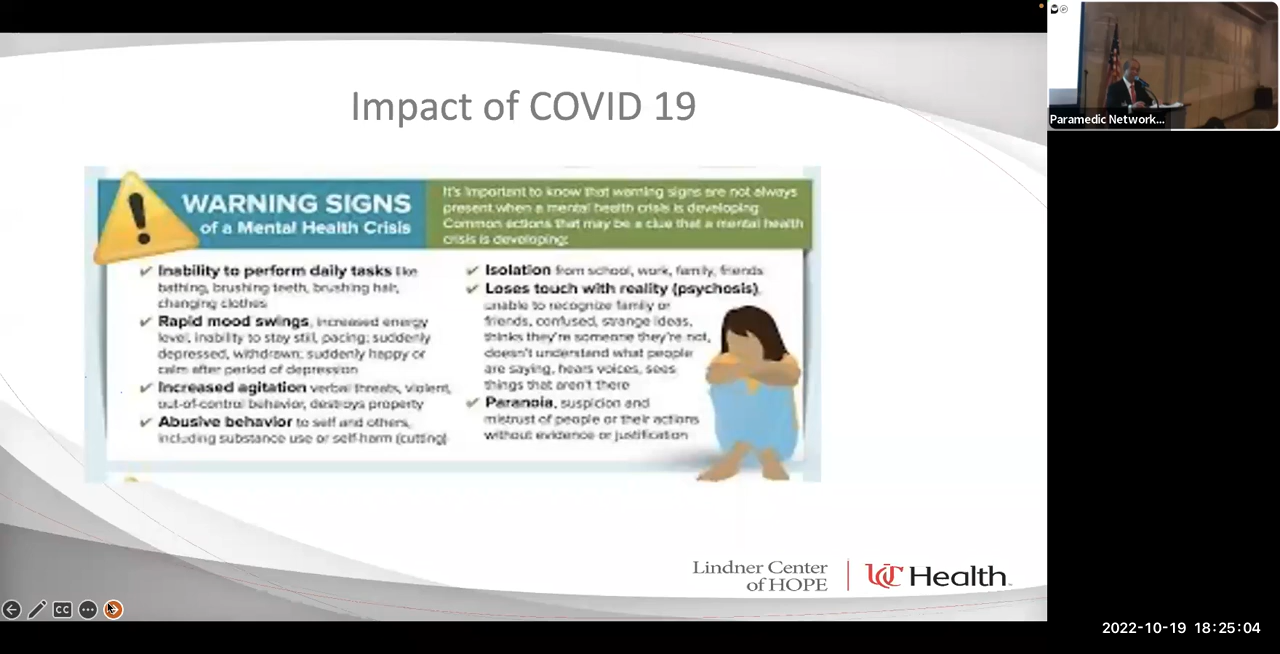 Impact of COVID 19
WARNING SIGNS
of a Mental Health Crisis
It's important to know that warning signs are not always
present when a mental health crisis is developing.
Common actions that may be a clue that a mental health
crisis is developing:
✔ Inability to perform daily tasks like
bathing, brushing teeth, brushing hair,
changing clothes
✔ Rapid mood swings, increased energy
level, inability to stay still, pacing; suddenly
depressed, withdrawn; suddenly happy or
calm after period of depression
✔ Increased agitation verbal threats, violent,
out-of-control behavior, destroys property
✔ Abusive behavior to self and others,
including substance use or self-harm (cutting)
✔ Isolation from school, work, family, friends
✔ Loses touch with reality (psychosis),
unable to recognize family or
friends, confused, strange ideas,
thinks they're someone they're not,
doesn't understand what people
are saying, hears voices, sees
things that aren't there
✔ Paranoia, suspicion and
mistrust of people or their actions
without evidence or justification
Lindner Center
of HOPE
UC Health
CC
Paramedic Network...
2022-10-19 18:25:04